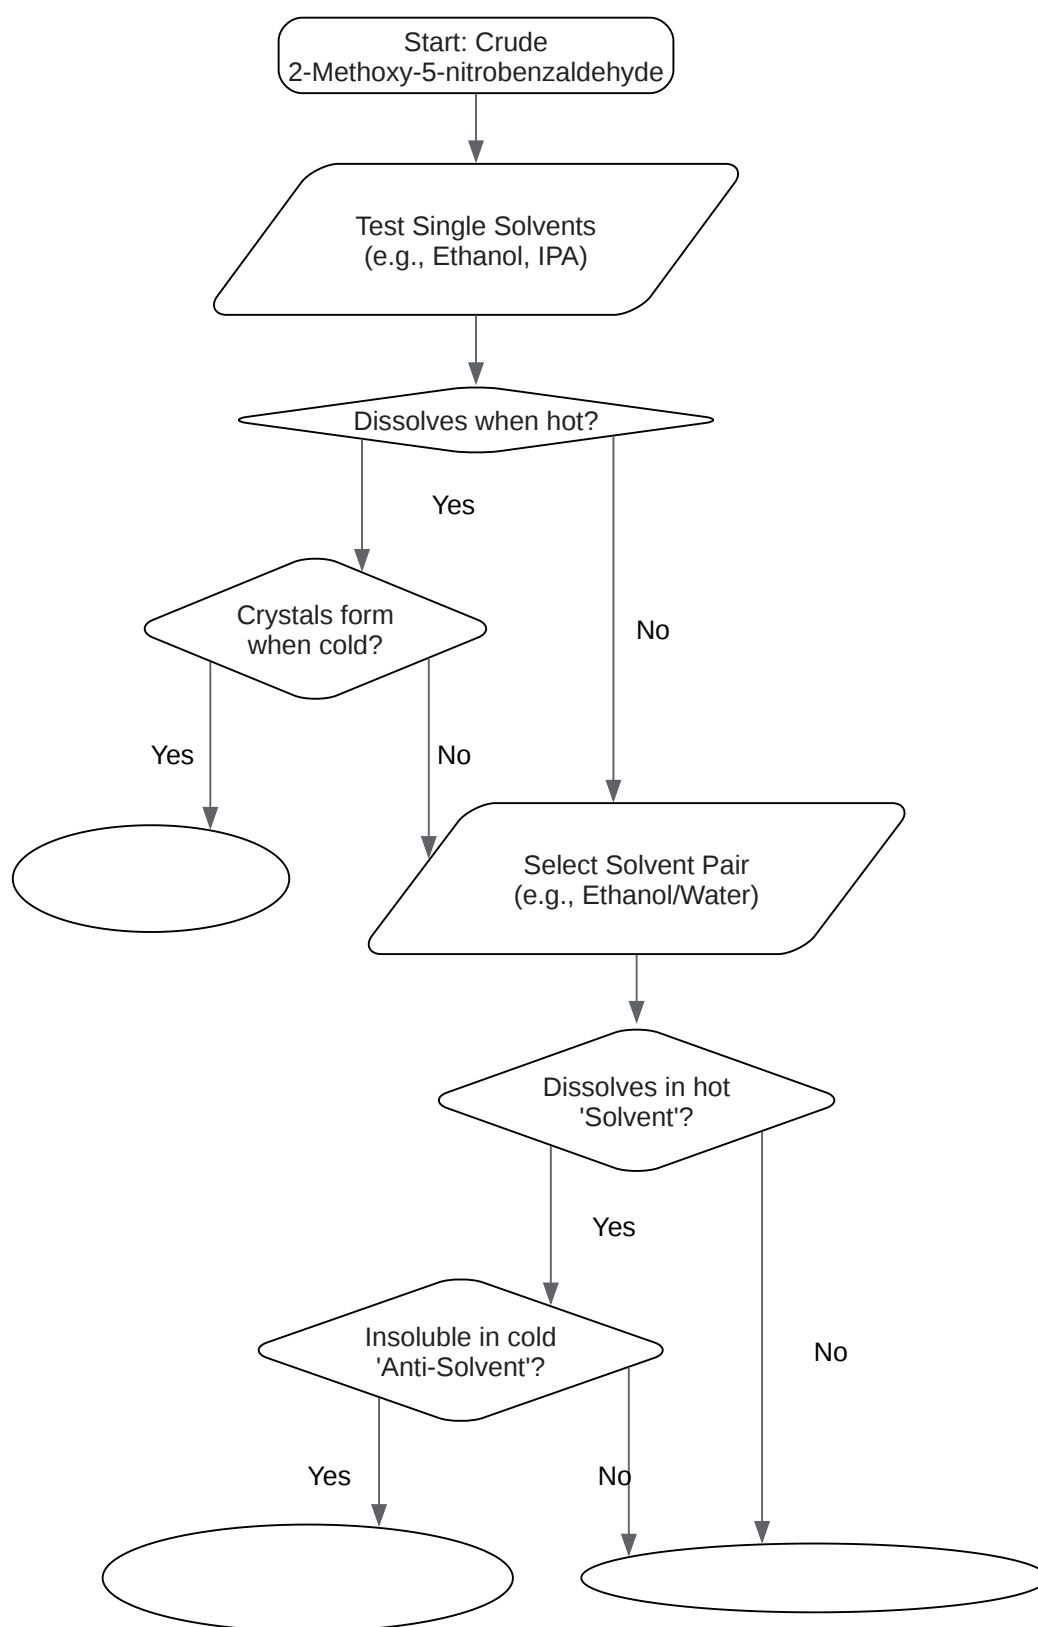 Start: Crude
2-Methoxy-5-nitrobenzaldehyde
Test Single Solvents
(e.g., Ethanol, IPA)
Dissolves when hot?
Yes
No
Crystals form
when cold?
Yes
No
Select Solvent Pair
(e.g., Ethanol/Water)
Dissolves in hot
'Solvent'?
Yes
No
Insoluble in cold
'Anti-Solvent'?
Yes
No